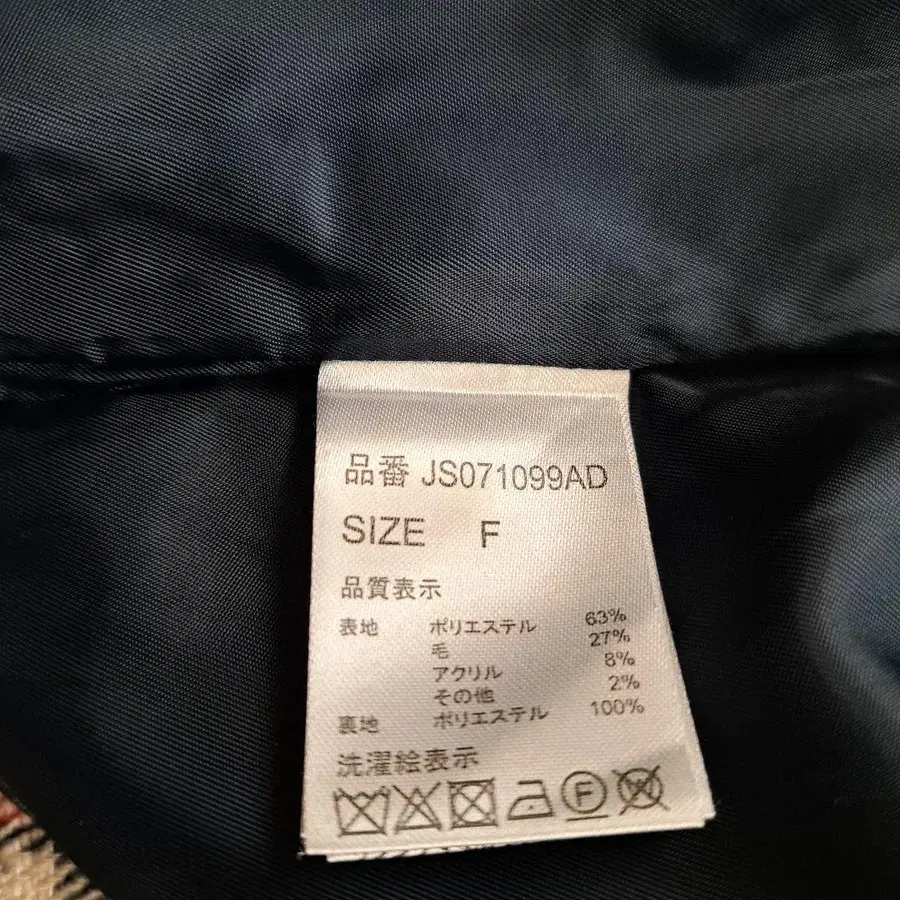 品番 JS071099AD
SIZE F
品質表示
表地 ポリエステル 63%
毛 27%
アクリル 8%
その他 2%
裏地 ポリエステル 100%
洗濯絵表示
F